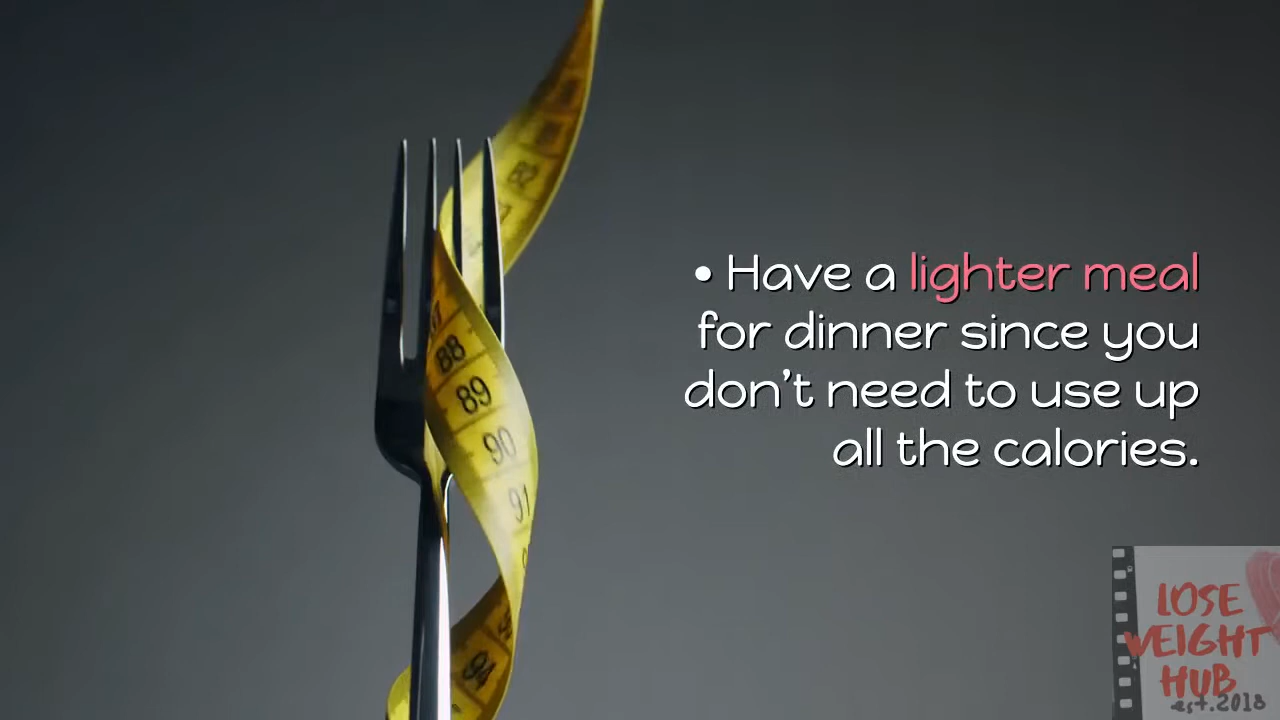 • Have a lighter meal
for dinner since you
don't need to use up
all the calories.
82
88
89
90
91
94
LOSE
WEIGHT
HUB
est.2018